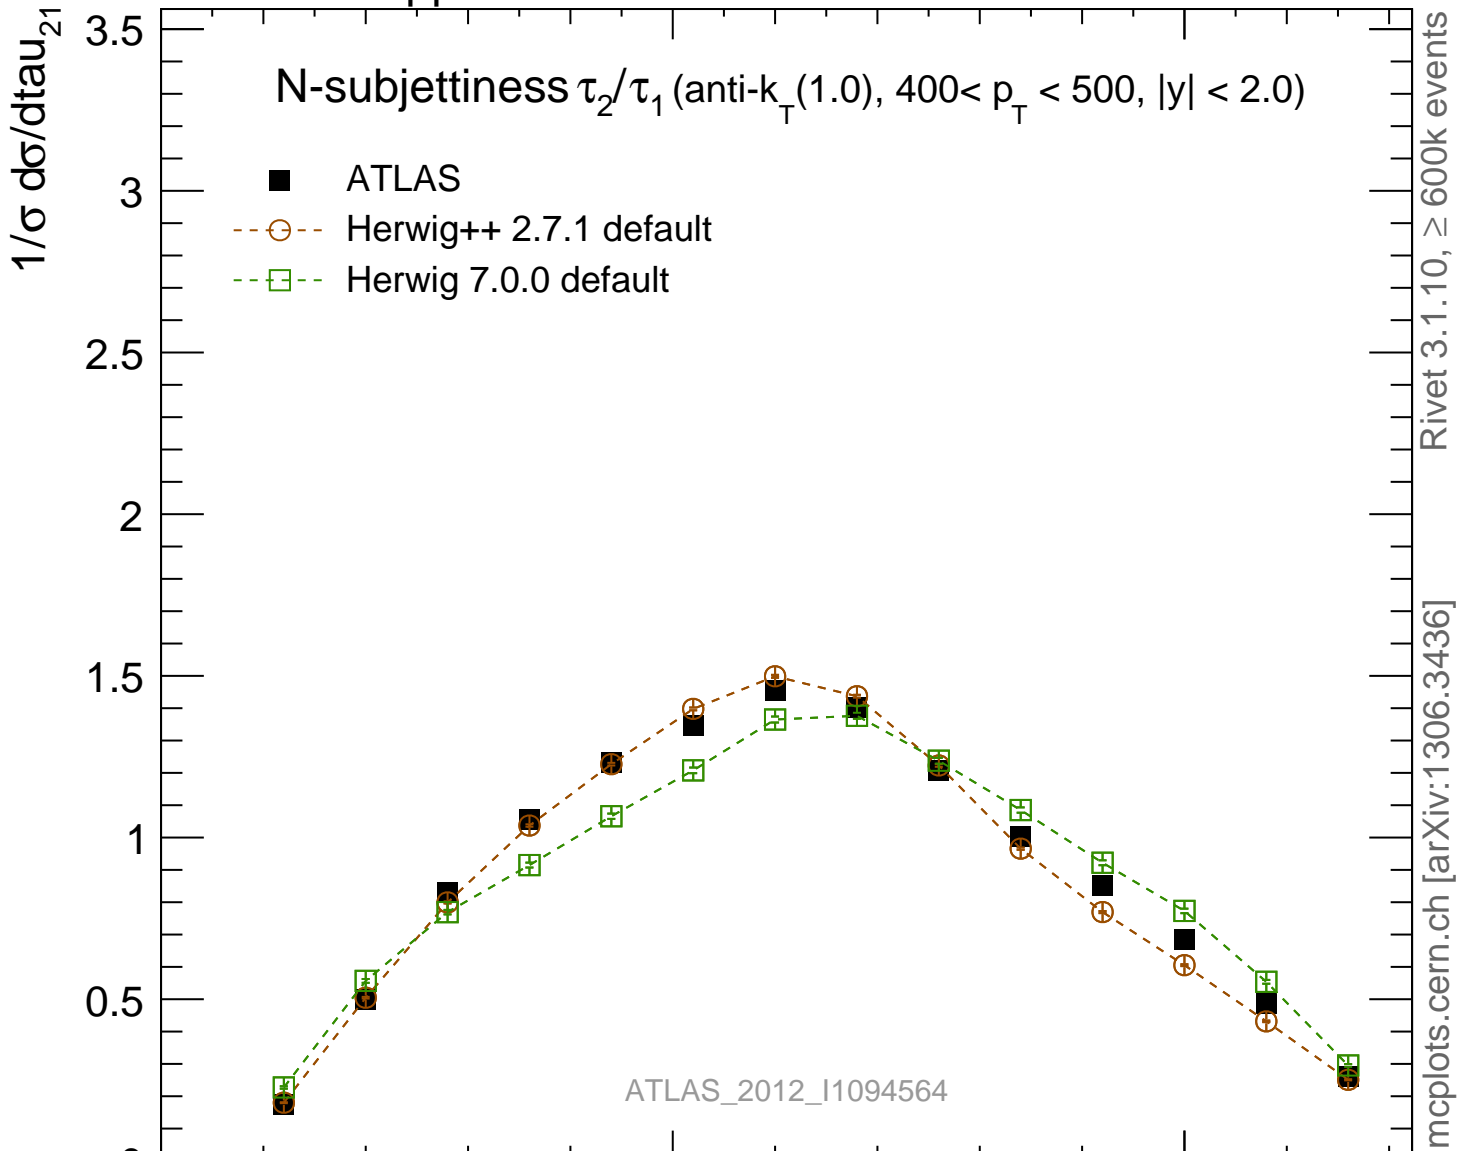 1/σ dσ/dtau21
N-subjettiness τ2/τ1 (anti-kT(1.0), 400< pT < 500, |y| < 2.0)
ATLAS
Herwig++ 2.7.1 default
Herwig 7.0.0 default
3.5
3
2.5
2
1.5
1
0.5
ATLAS_2012_I1094564
Rivet 3.1.10, ≥ 600k events
mcplots.cern.ch [arXiv:1306.3436]